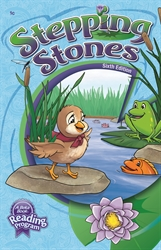 Stepping
Stones
Sixth Edition
A Beka Book
Reading
Program